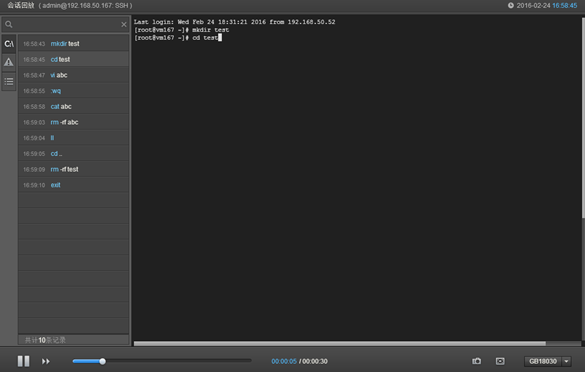 会话回放 ( admin@192.168.50.167: SSH )
2016-02-24 16:58:45
C:\
16:58:43 mkdir test
16:58:45 cd test
16:58:47 vi abc
16:58:55 :wq
16:58:58 cat abc
16:59:03 rm -rf abc
16:59:04 ll
16:59:05 cd ..
16:59:09 rm -rf test
16:59:10 exit
共计10条记录
Last login: Wed Feb 24 18:31:21 2016 from 192.168.50.52
[root@vm167 ~]# mkdir test
[root@vm167 ~]# cd test
00:00:05 / 00:00:30
GB18030